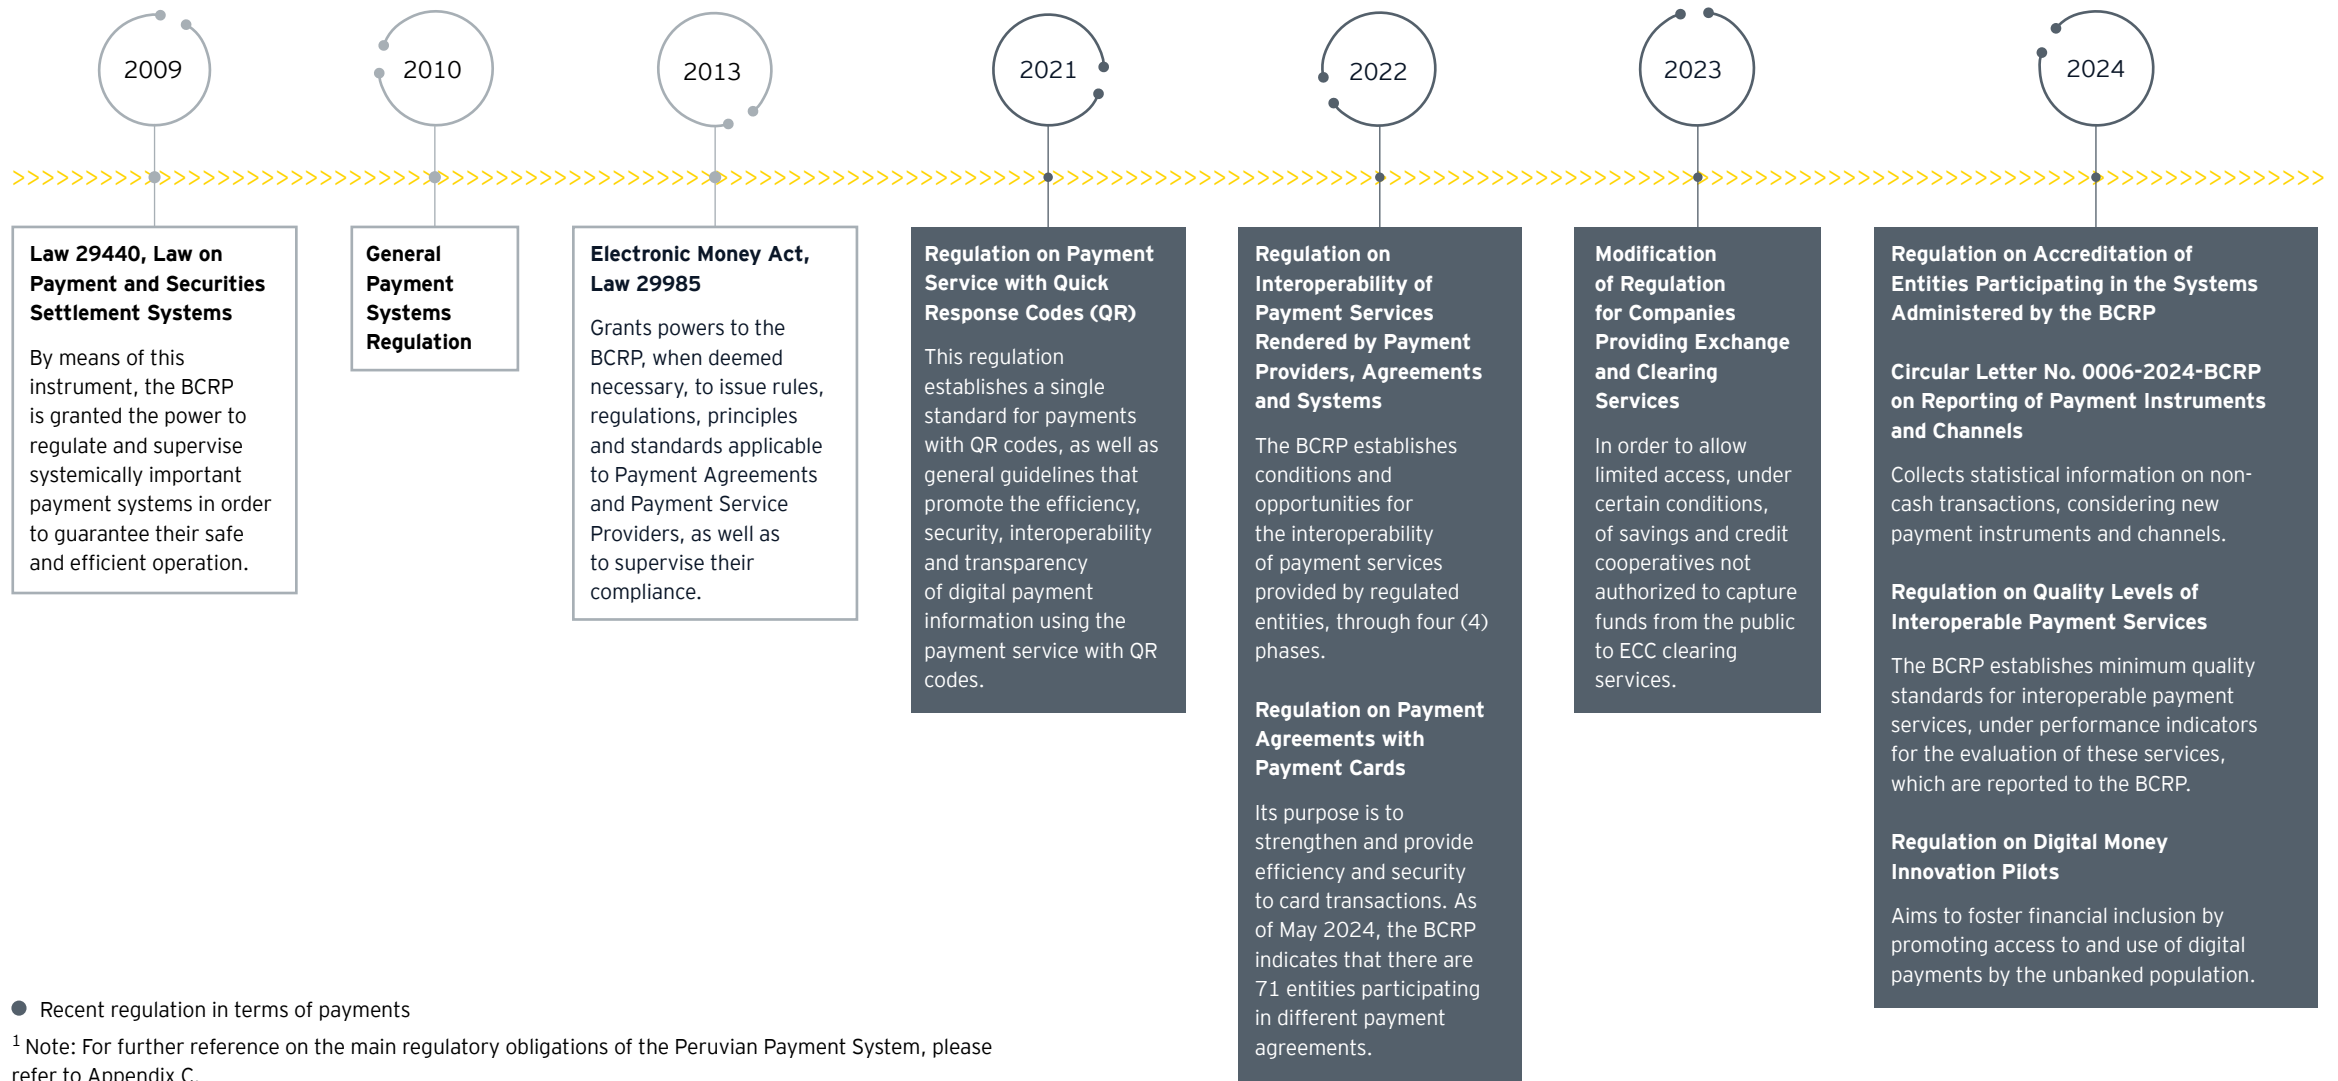 2009
2010
2013
2021
2022
2023
2024
Law 29440, Law on
Payment and Securities
Settlement Systems
By means of this
instrument, the BCRP
is granted the power to
regulate and supervise
systemically important
payment systems in order
to guarantee their safe
and efficient operation.
General
Payment
Systems
Regulation
Electronic Money Act,
Law 29985
Grants powers to the
BCRP, when deemed
necessary, to issue rules,
regulations, principles
and standards applicable
to Payment Agreements
and Payment Service
Providers, as well as
to supervise their
compliance.
Regulation on Payment
Service with Quick
Response Codes (QR)
This regulation
establishes a single
standard for payments
with QR codes, as well as
general guidelines that
promote the efficiency,
security, interoperability
and transparency
of digital payment
information using the
payment service with QR
codes.
Regulation on
Interoperability of
Payment Services
Rendered by Payment
Providers, Agreements
and Systems
The BCRP establishes
conditions and
opportunities for
the interoperability
of payment services
provided by regulated
entities, through four (4)
phases.
Regulation on Payment
Agreements with
Payment Cards
Its purpose is to
strengthen and provide
efficiency and security
to card transactions. As
of May 2024, the BCRP
indicates that there are
71 entities participating
in different payment
agreements.
Modification
of Regulation
for Companies
Providing Exchange
and Clearing
Services
In order to allow
limited access, under
certain conditions,
of savings and credit
cooperatives not
authorized to capture
funds from the public
to ECC clearing
services.
Regulation on Accreditation of
Entities Participating in the Systems
Administered by the BCRP
Circular Letter No. 0006-2024-BCRP
on Reporting of Payment Instruments
and Channels
Collects statistical information on non-
cash transactions, considering new
payment instruments and channels.
Regulation on Quality Levels of
Interoperable Payment Services
The BCRP establishes minimum quality
standards for interoperable payment
services, under performance indicators
for the evaluation of these services,
which are reported to the BCRP.
Regulation on Digital Money
Innovation Pilots
Aims to foster financial inclusion by
promoting access to and use of digital
payments by the unbanked population.
Recent regulation in terms of payments
1 Note: For further reference on the main regulatory obligations of the Peruvian Payment System, please
refer to Appendix C.